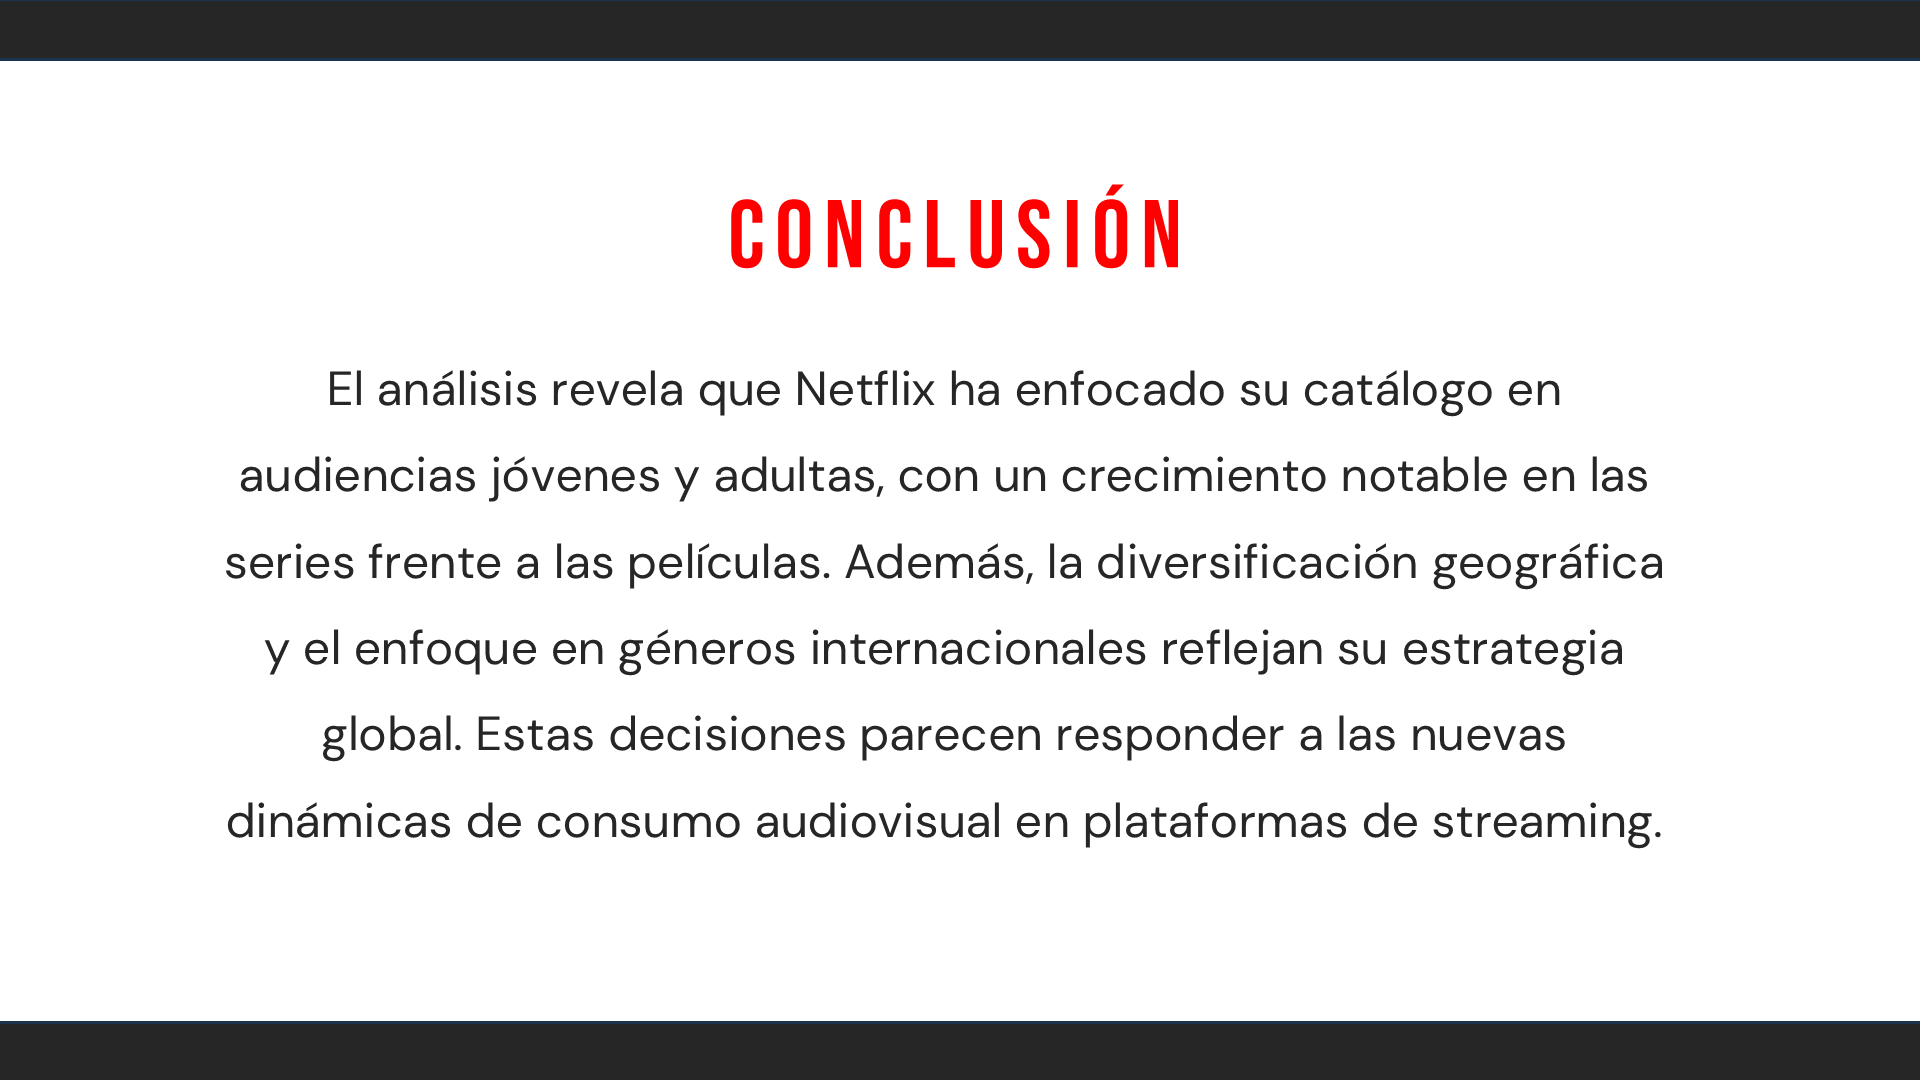 CONCLUSIÓN
El análisis revela que Netflix ha enfocado su catálogo en
audiencias jóvenes y adultas, con un crecimiento notable en las
series frente a las películas. Además, la diversificación geográfica
y el enfoque en géneros internacionales reflejan su estrategia
global. Estas decisiones parecen responder a las nuevas
dinámicas de consumo audiovisual en plataformas de streaming.